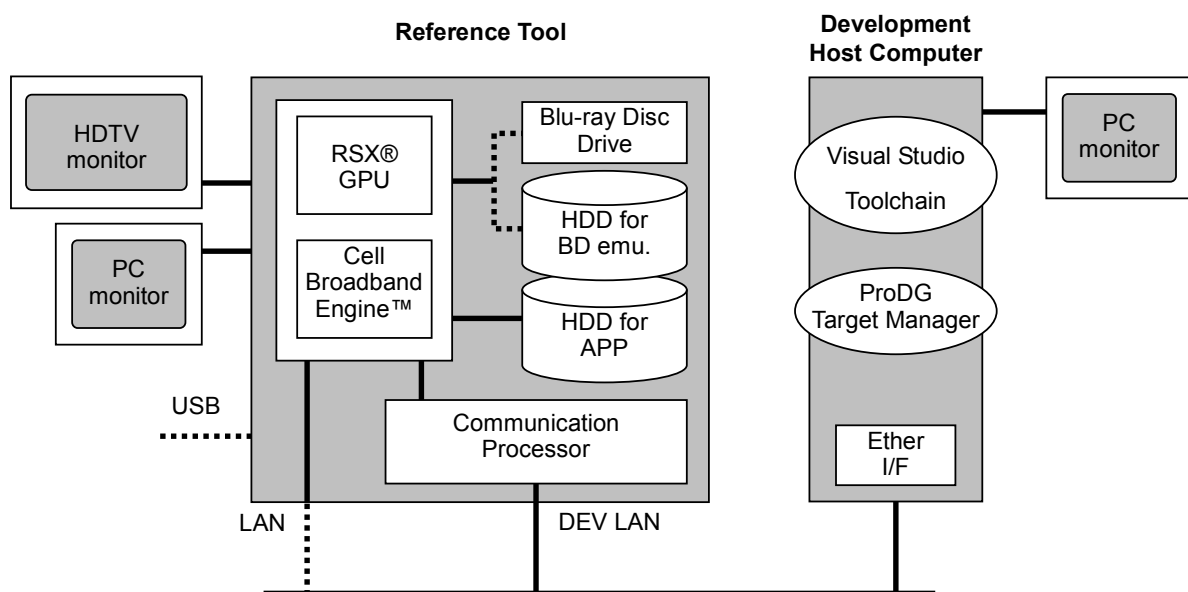 Reference Tool
Development
Host Computer
HDTV
monitor
PC
monitor
RSX®
GPU
Cell
Broadband
Engine™
Blu-ray Disc
Drive
HDD for
BD emu.
HDD for
APP
Communication
Processor
USB
LAN
DEV LAN
Visual Studio
Toolchain
ProDG
Target Manager
Ether
I/F
PC
monitor